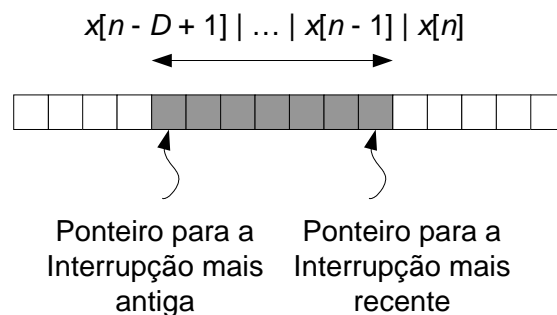 x[n - D + 1] | ... | x[n - 1] | x[n]
Ponteiro para a
Interrupção mais
antiga
Ponteiro para a
Interrupção mais
recente